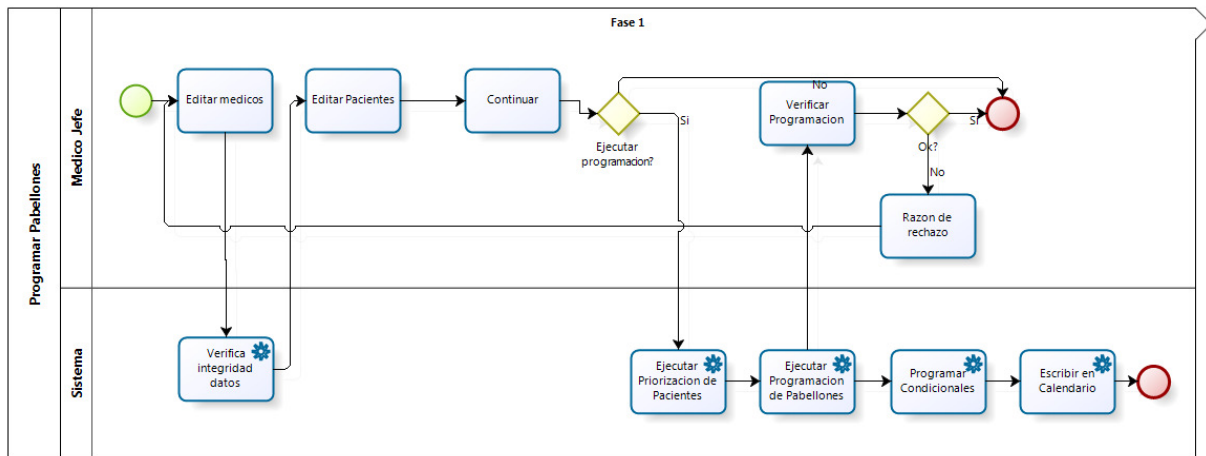 Fase 1
Programar Pabellones
Medico Jefe
Editar medicos
Editar Pacientes
Continuar
Ejecutar
programacion?
No
Si
Verificar
Programacion
Ok?
Si
No
Razon de
rechazo
Sistema
Verifica
integridad
datos
Ejecutar
Priorizacion de
Pacientes
Ejecutar
Programacion
de Pabellones
Programar
Condicionales
Escribir en
Calendario